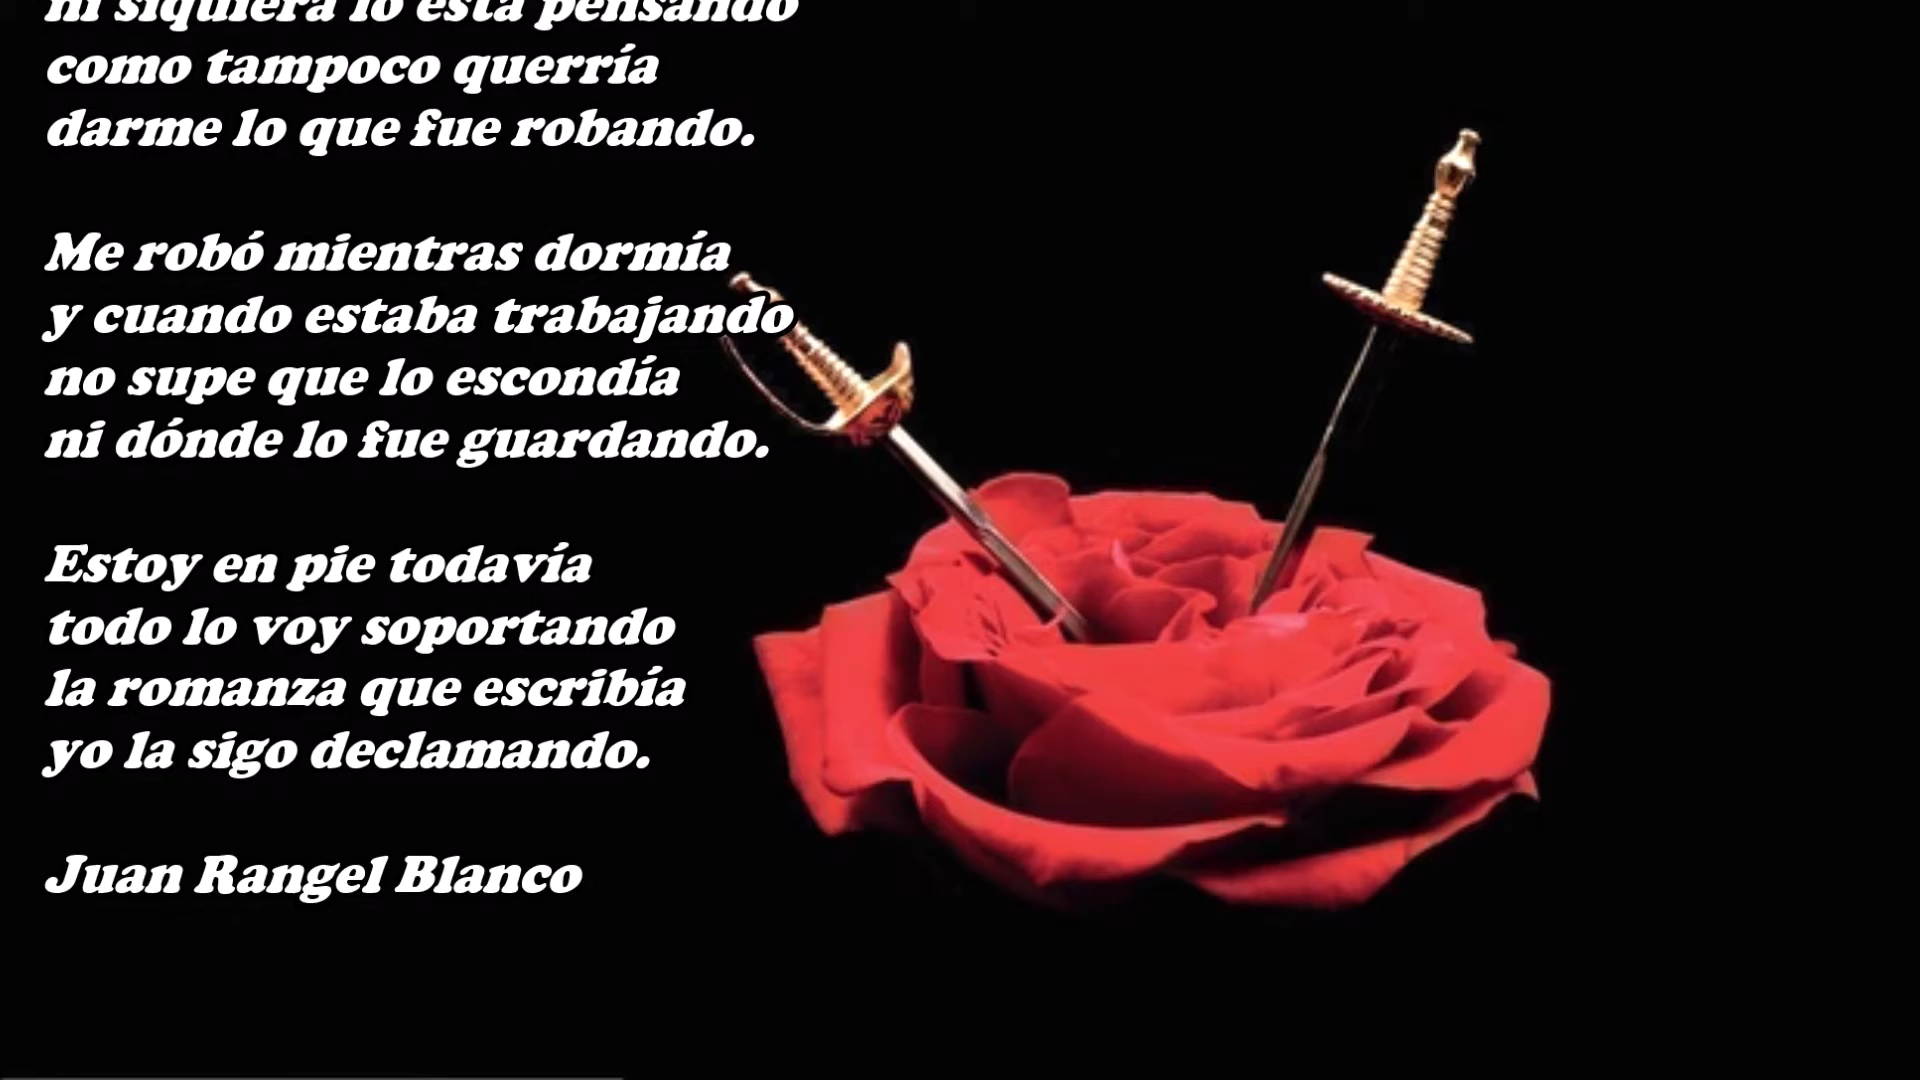 ni siquiera lo está pensando
como tampoco querría
darme lo que fue robando.
Me robó mientras dormía
y cuando estaba trabajando
no supe que lo escondía
ni dónde lo fue guardando.
Estoy en pie todavía
todo lo voy soportando
la romanza que escribía
yo la sigo declamando.
Juan Rangel Blanco